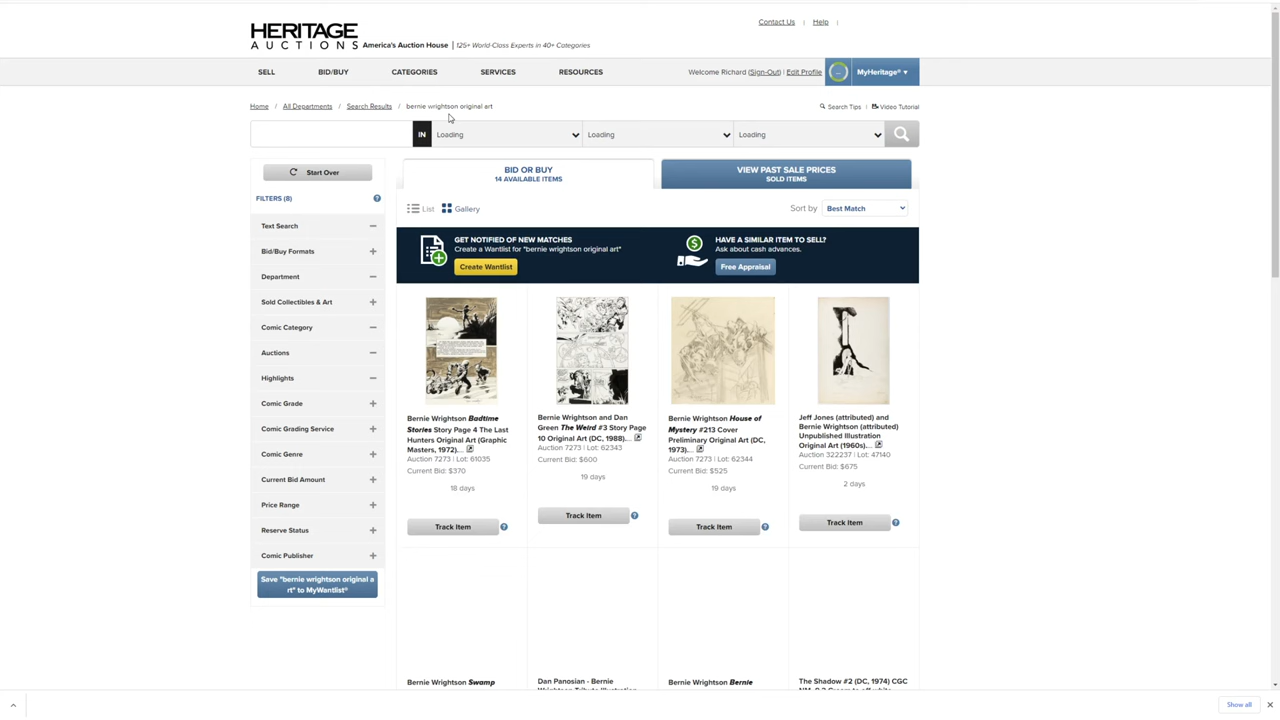 Contact Us | Help |
HERITAGE
AUCTIONS America's Auction House | 125+ World-Class Experts in 40+ Categories
SELL BID/BUY CATEGORIES SERVICES RESOURCES Welcome Richard (Sign-Out) | Edit Profile MyHeritage® ▾
Home / All Departments / Search Results / bernie wrightson original art Search Tips | Video Tutorial
IN Loading Loading Loading
Start Over
FILTERS (8) ?
Text Search −
Bid/Buy Formats +
Department −
Sold Collectibles & Art +
Comic Category −
Auctions −
Highlights −
Comic Grade +
Comic Grading Service +
Comic Genre +
Current Bid Amount +
Price Range +
Reserve Status +
Comic Publisher +
Save "bernie wrightson original a
rt" to MyWantlist®
BID OR BUY
14 AVAILABLE ITEMS
VIEW PAST SALE PRICES
SOLD ITEMS
List Gallery Sort by Best Match
GET NOTIFIED OF NEW MATCHES
Create a Wantlist for "bernie wrightson original art"
Create Wantlist
HAVE A SIMILAR ITEM TO SELL?
Ask about cash advances.
Free Appraisal
Bernie Wrightson Badtime
Stories Story Page 4 The Last
Hunters Original Art (Graphic
Masters, 1972)....
Auction 7273 | Lot: 61035
Current Bid: $370
18 days
Track Item ?
Bernie Wrightson and Dan
Green The Weird #3 Story Page
10 Original Art (DC, 1988)....
Auction 7273 | Lot: 62343
Current Bid: $600
19 days
Track Item ?
Bernie Wrightson House of
Mystery #213 Cover
Preliminary Original Art (DC,
1973)....
Auction 7273 | Lot: 62344
Current Bid: $525
19 days
Track Item ?
Jeff Jones (attributed) and
Bernie Wrightson (attributed)
Unpublished Illustration
Original Art (1960s)....
Auction 322237 | Lot: 47140
Current Bid: $675
2 days
Track Item ?
Bernie Wrightson Swamp
Dan Panosian - Bernie
Wrightson Tribute Illustration
Bernie Wrightson Bernie
The Shadow #2 (DC, 1974) CGC
Show all